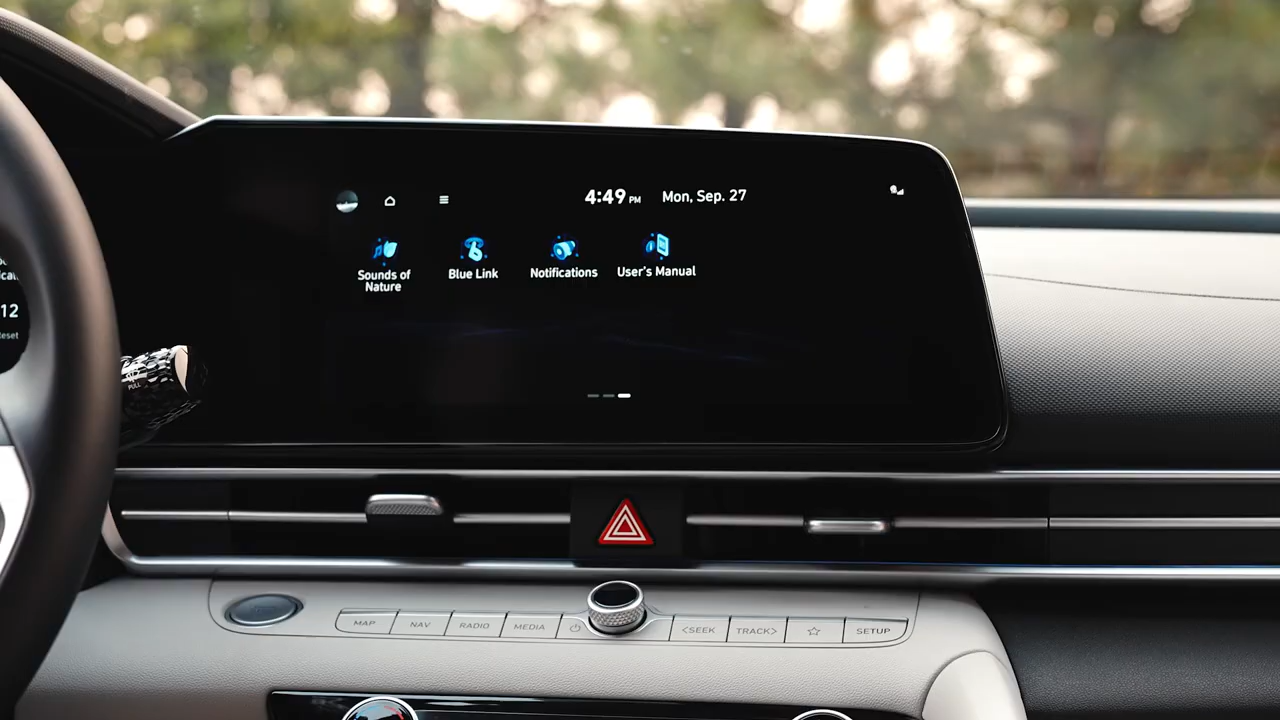 4:49 PM Mon, Sep. 27
Sounds of
Nature
Blue Link
Notifications
User's Manual
12
PULL
MAP
NAV
RADIO
MEDIA
<SEEK
TRACK>
SETUP